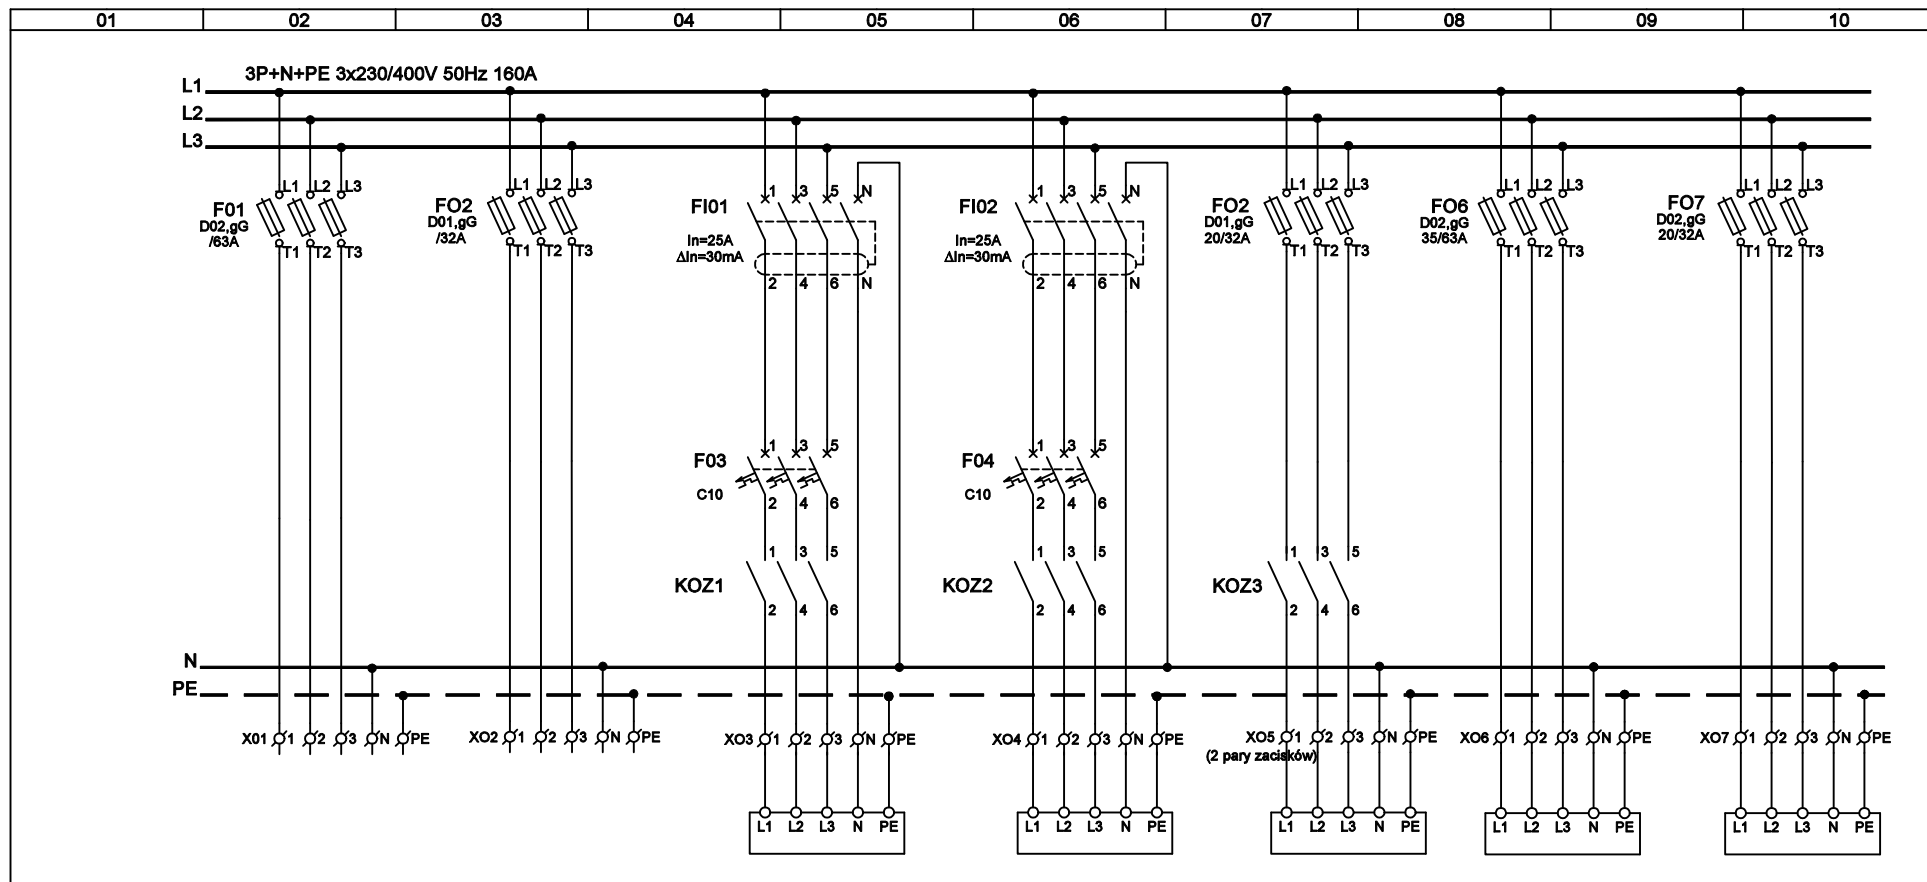 01 02 03 04 05 06 07 08 09 10
3P+N+PE 3x230/400V 50Hz 160A
L1
L2
L3
L1 L2 L3
F01
D02,gG
/63A
T1 T2 T3
L1 L2 L3
FO2
D01,gG
/32A
T1 T2 T3
1 3 5 N
FI01
In=25A
ΔIn=30mA
2 4 6 N
1 3 5 N
FI02
In=25A
ΔIn=30mA
2 4 6 N
L1 L2 L3
FO2
D01,gG
20/32A
T1 T2 T3
L1 L2 L3
FO6
D02,gG
35/63A
T1 T2 T3
L1 L2 L3
FO7
D02,gG
20/32A
T1 T2 T3
1 3 5
F03
C10
2 4 6
1 3 5
F04
C10
2 4 6
1 3 5
KOZ1
2 4 6
1 3 5
KOZ2
2 4 6
1 3 5
KOZ3
2 4 6
N
PE
X01 1 2 3 N PE
XO2 1 2 3 N PE
XO3 1 2 3 N PE
XO4 1 2 3 N PE
XO5 1 2 3 N PE
(2 pary zacisków)
XO6 1 2 3 N PE
XO7 1 2 3 N PE
L1 L2 L3 N PE
L1 L2 L3 N PE
L1 L2 L3 N PE
L1 L2 L3 N PE
L1 L2 L3 N PE